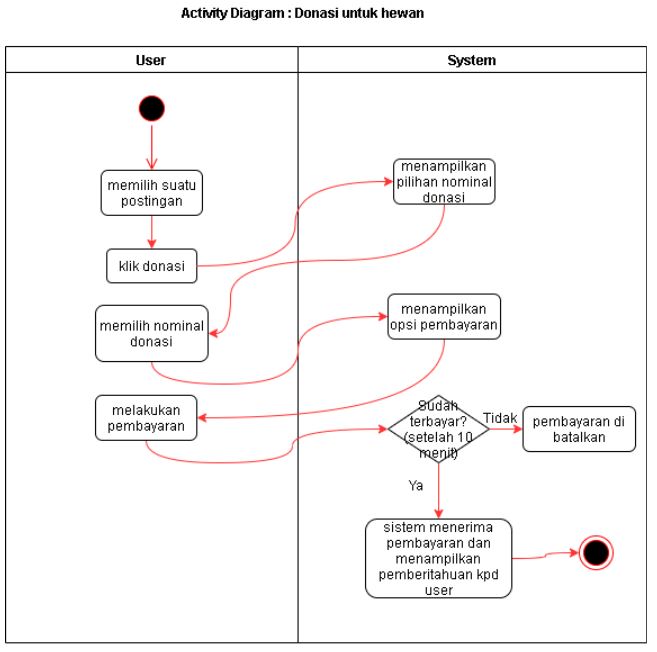 Activity Diagram : Donasi untuk hewan
User
System
memilih suatu
postingan
menampilkan
pilihan nominal
donasi
klik donasi
memilih nominal
donasi
menampilkan
opsi pembayaran
melakukan
pembayaran
Sudah
terbayar?
(setelah 10
menit)
Tidak
pembayaran di
batalkan
Ya
sistem menerima
pembayaran dan
menampilkan
pemberitahuan kpd
user